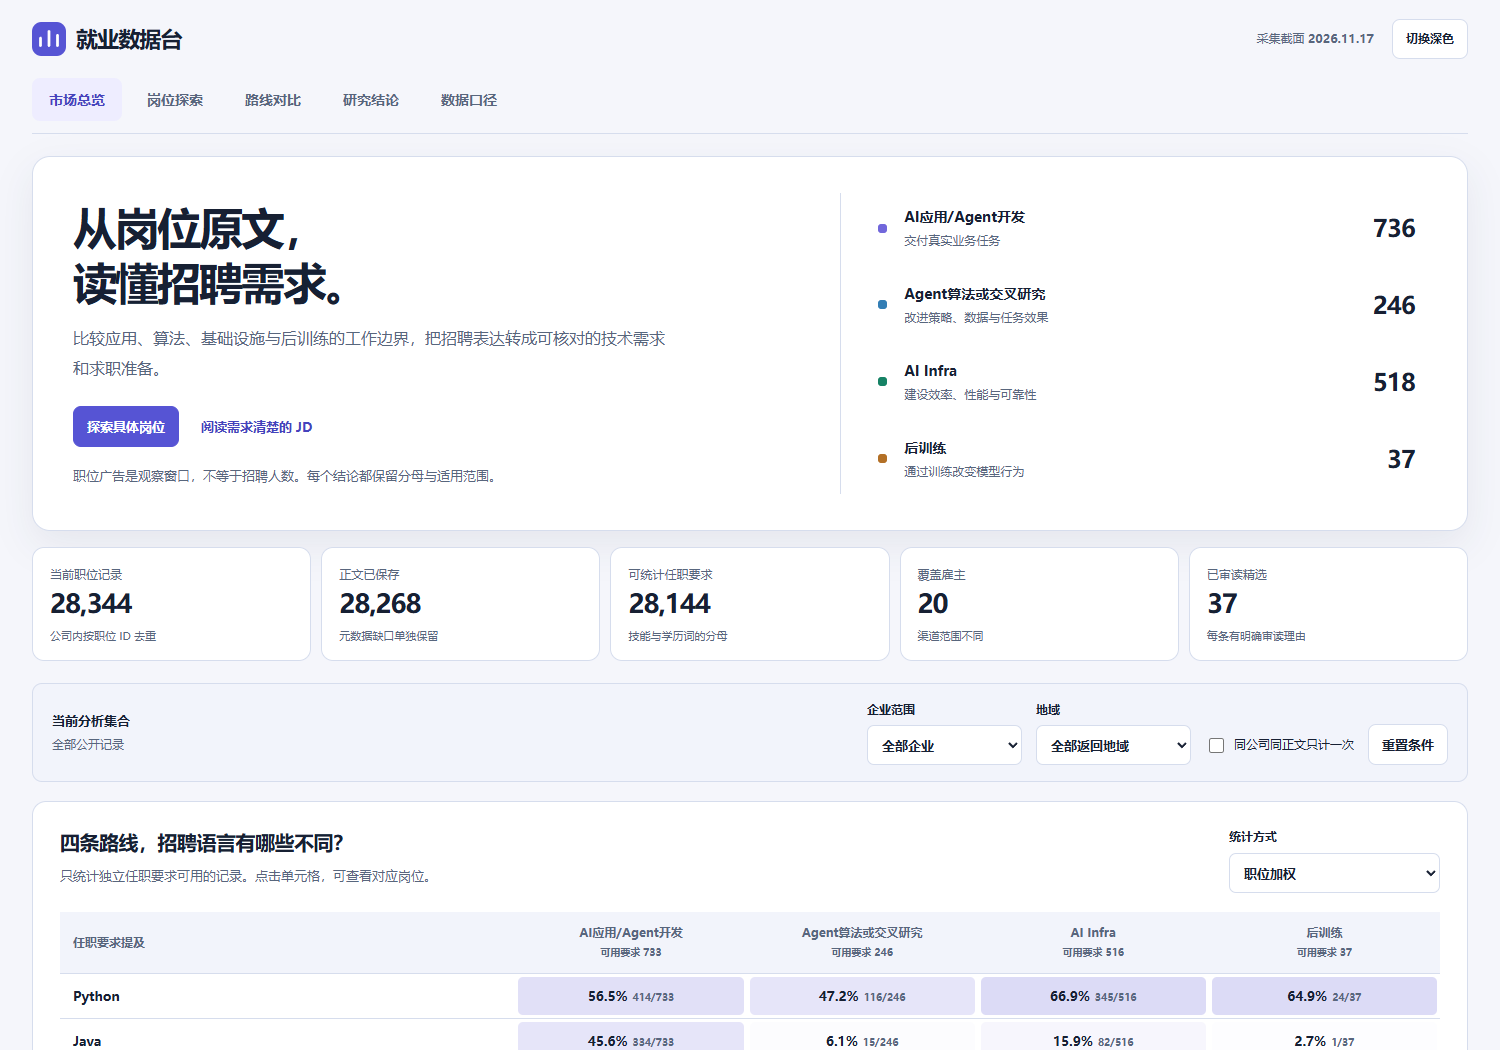 就业数据台
采集截面 2026.11.17
切换深色
市场总览
岗位探索
路线对比
研究结论
数据口径
从岗位原文，
读懂招聘需求。
比较应用、算法、基础设施与后训练的工作边界，把招聘表达转成可核对的技术需求
和求职准备。
探索具体岗位
阅读需求清楚的 JD
职位广告是观察窗口，不等于招聘人数。每个结论都保留分母与适用范围。
AI应用/Agent开发
交付真实业务任务
736
Agent算法或交叉研究
改进策略、数据与任务效果
246
AI Infra
建设效率、性能与可靠性
518
后训练
通过训练改变模型行为
37
当前职位记录
28,344
公司内按职位 ID 去重
正文已保存
28,268
元数据缺口单独保留
可统计任职要求
28,144
技能与学历词的分母
覆盖雇主
20
渠道范围不同
已审读精选
37
每条有明确审读理由
当前分析集合
全部公开记录
企业范围
全部企业
地域
全部返回地域
同公司同正文只计一次
重置条件
四条路线，招聘语言有哪些不同？
只统计独立任职要求可用的记录。点击单元格，可查看对应岗位。
统计方式
职位加权
任职要求提及
AI应用/Agent开发
可用要求 733
Agent算法或交叉研究
可用要求 246
AI Infra
可用要求 516
后训练
可用要求 37
Python
56.5% 414/733
47.2% 116/246
66.9% 345/516
64.9% 24/37
Java
45.6% 334/733
6.1% 15/246
15.9% 82/516
2.7% 1/37